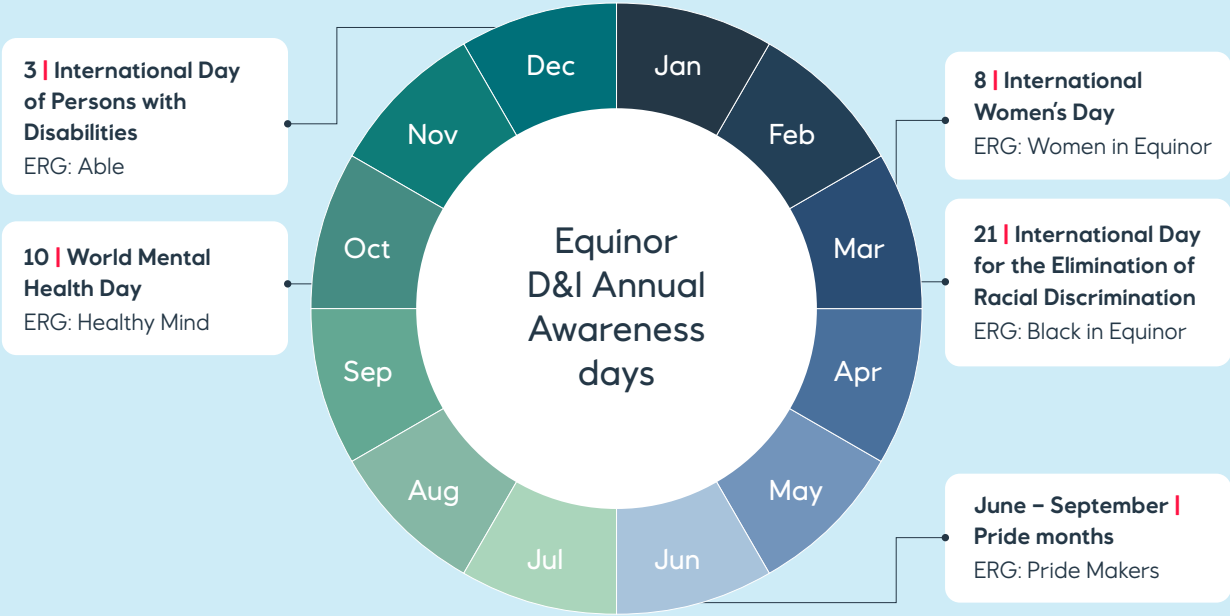 Equinor
D&I Annual
Awareness
days
Jan
Feb
Mar
Apr
May
Jun
Jul
Aug
Sep
Oct
Nov
Dec
8 | International
Women's Day
ERG: Women in Equinor
21 | International Day
for the Elimination of
Racial Discrimination
ERG: Black in Equinor
June – September |
Pride months
ERG: Pride Makers
10 | World Mental
Health Day
ERG: Healthy Mind
3 | International Day
of Persons with
Disabilities
ERG: Able